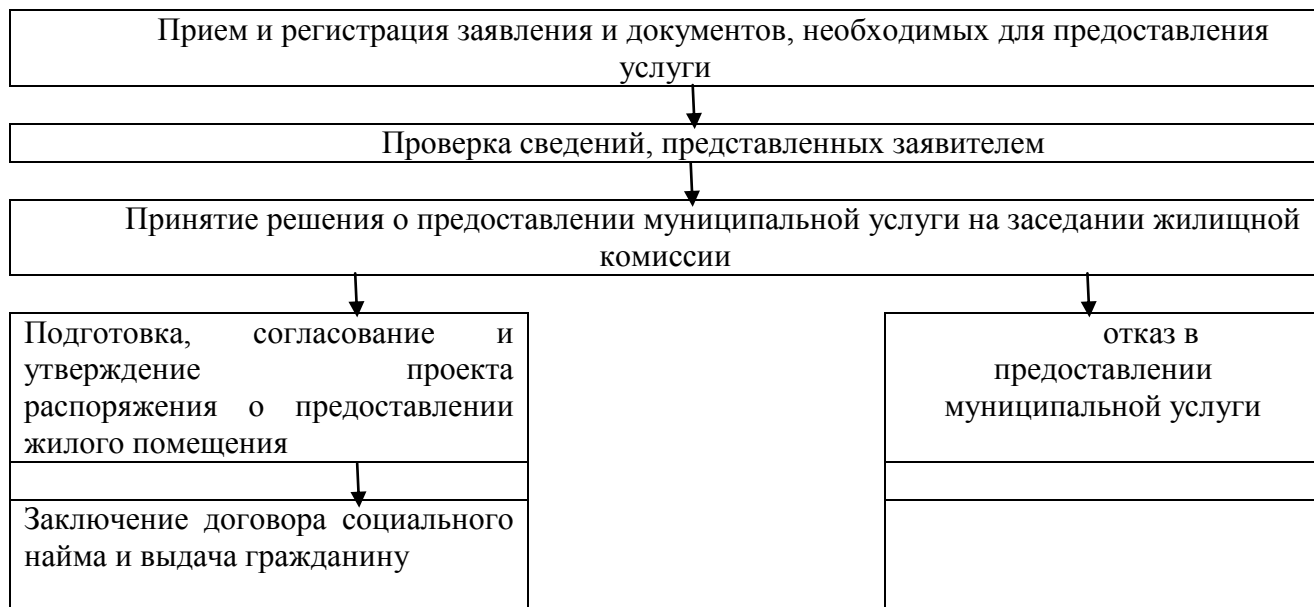 Прием и регистрация заявления и документов, необходимых для предоставления
услуги
Проверка сведений, представленных заявителем
Принятие решения о предоставлении муниципальной услуги на заседании жилищной
комиссии
Подготовка, согласование и
утверждение проекта
распоряжения о предоставлении
жилого помещения
отказ в
предоставлении
муниципальной услуги
Заключение договора социального
найма и выдача гражданину